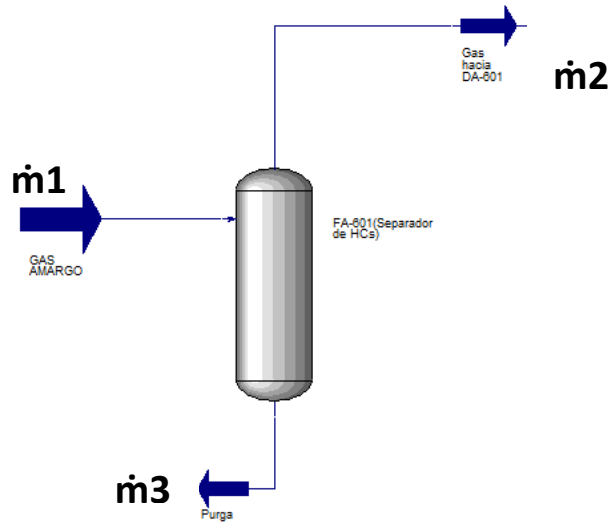 Gas
hacia
DA-601
ṁ2
ṁ1
GAS
AMARGO
FA-601(Separador
de HCs)
ṁ3
Purga